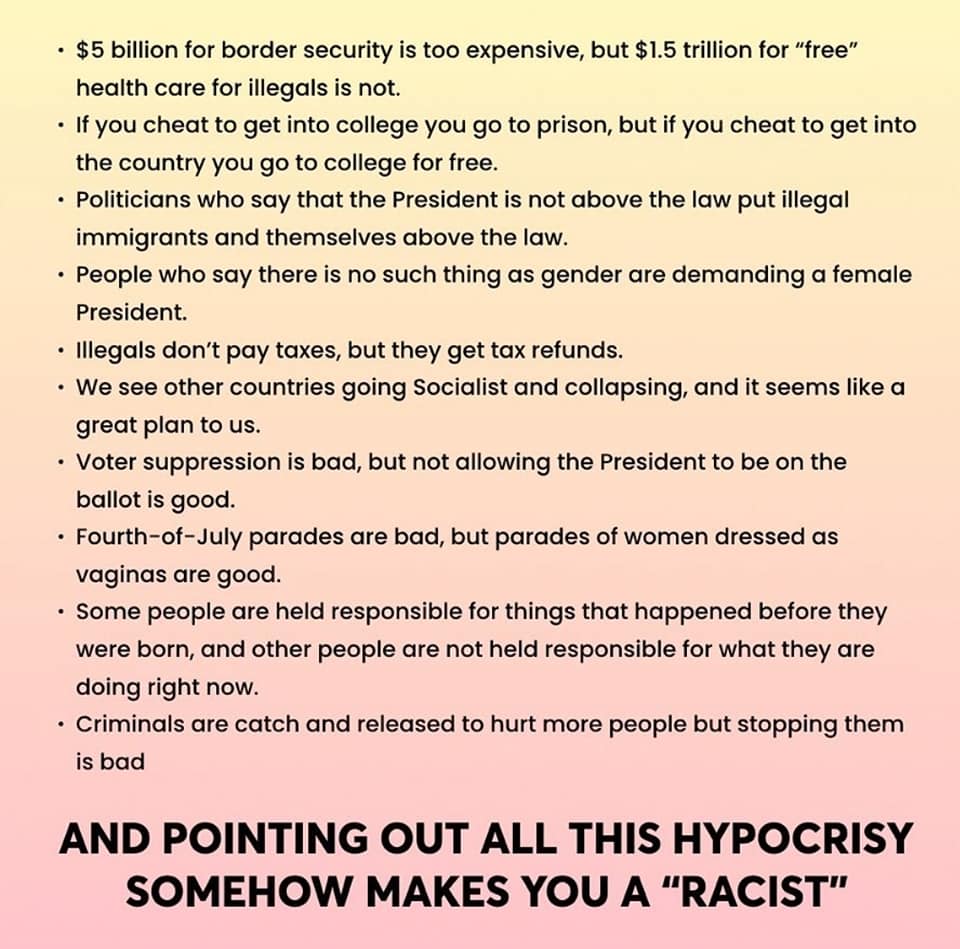 • $5 billion for border security is too expensive, but $1.5 trillion for “free”
health care for illegals is not.
• If you cheat to get into college you go to prison, but if you cheat to get into
the country you go to college for free.
• Politicians who say that the President is not above the law put illegal
immigrants and themselves above the law.
• People who say there is no such thing as gender are demanding a female
President.
• Illegals don’t pay taxes, but they get tax refunds.
• We see other countries going Socialist and collapsing, and it seems like a
great plan to us.
• Voter suppression is bad, but not allowing the President to be on the
ballot is good.
• Fourth-of-July parades are bad, but parades of women dressed as
vaginas are good.
• Some people are held responsible for things that happened before they
were born, and other people are not held responsible for what they are
doing right now.
• Criminals are catch and released to hurt more people but stopping them
is bad
AND POINTING OUT ALL THIS HYPOCRISY
SOMEHOW MAKES YOU A “RACIST”